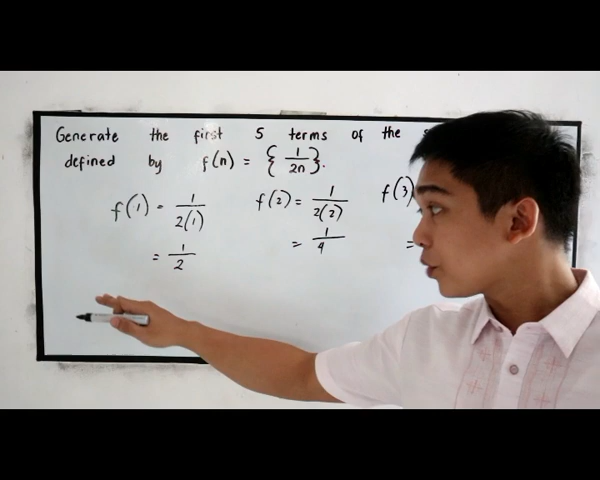 Generate the first 5 terms of the
defined by f(n) = { 1/2n }.
f(1) = 1/2(1) f(2) = 1/2(2) f(3)
= 1/2 = 1/4 =